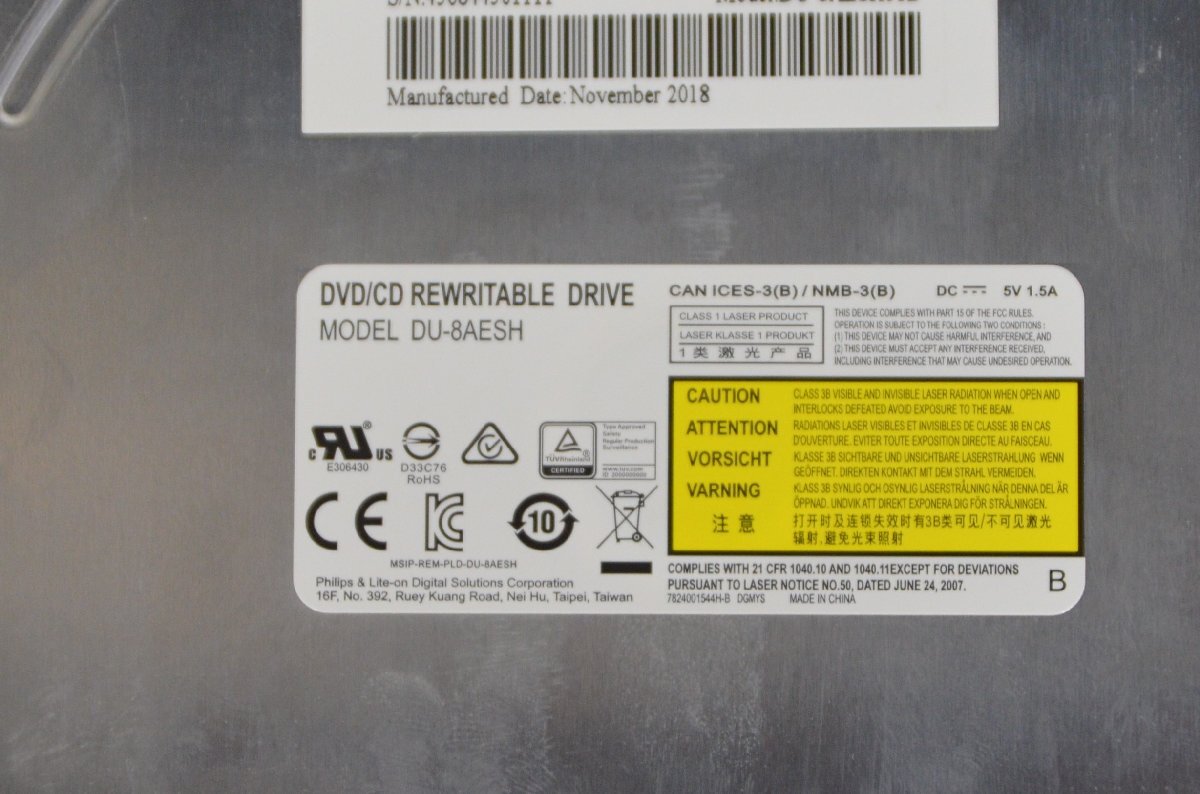 Manufactured Date: November 2018
DVD/CD REWRITABLE DRIVE
MODEL DU-8AESH
CAN ICES-3(B) / NMB-3(B) DC 5V 1.5A
CLASS 1 LASER PRODUCT
LASER KLASSE 1 PRODUKT
1 类 激 光 产 品
THIS DEVICE COMPLIES WITH PART 15 OF THE FCC RULES.
OPERATION IS SUBJECT TO THE FOLLOWING TWO CONDITIONS :
(1) THIS DEVICE MAY NOT CAUSE HARMFUL INTERFERENCE, AND
(2) THIS DEVICE MUST ACCEPT ANY INTERFERENCE RECEIVED,
INCLUDING INTERFERENCE THAT MAY CAUSE UNDESIRED OPERATION.
CAUTION CLASS 3B VISIBLE AND INVISIBLE LASER RADIATION WHEN OPEN AND
INTERLOCKS DEFEATED AVOID EXPOSURE TO THE BEAM.
ATTENTION RADIATIONS LASER VISIBLES ET INVISIBLES DE CLASSE 3B EN CAS
D'OUVERTURE. EVITER TOUTE EXPOSITION DIRECTE AU FAISCEAU.
VORSICHT KLASSE 3B SICHTBARE UND UNSICHTBARE LASERSTRAHLUNG WENN
GEÖFFNET. DIREKTEN KONTAKT MIT DEM STRAHL VERMEIDEN.
VARNING KLASS 3B SYNLIG OCH OSYNLIG LASERSTRÅLNING NÄR DENNA DEL ÄR
ÖPPNAD. UNDVIK ATT DIREKT EXPONERA DIG FÖR STRÅLNINGEN.
注 意 打开时及连锁失效时有3B类可见/不可见激光
辐射,避免光束照射
c RU ® US
E306430
D33C76
RoHS
TÜVRheinland ®
CERTIFIED
Type Approved
Safety
Regular Production
Surveillance
www.tuv.com
ID 2000000000
CE
10
MSIP-REM-PLD-DU-8AESH
Philips & Lite-on Digital Solutions Corporation
16F, No. 392, Ruey Kuang Road, Nei Hu, Taipei, Taiwan
COMPLIES WITH 21 CFR 1040.10 AND 1040.11EXCEPT FOR DEVIATIONS
PURSUANT TO LASER NOTICE NO.50, DATED JUNE 24, 2007.
7824001544H-B DGMYS MADE IN CHINA
B